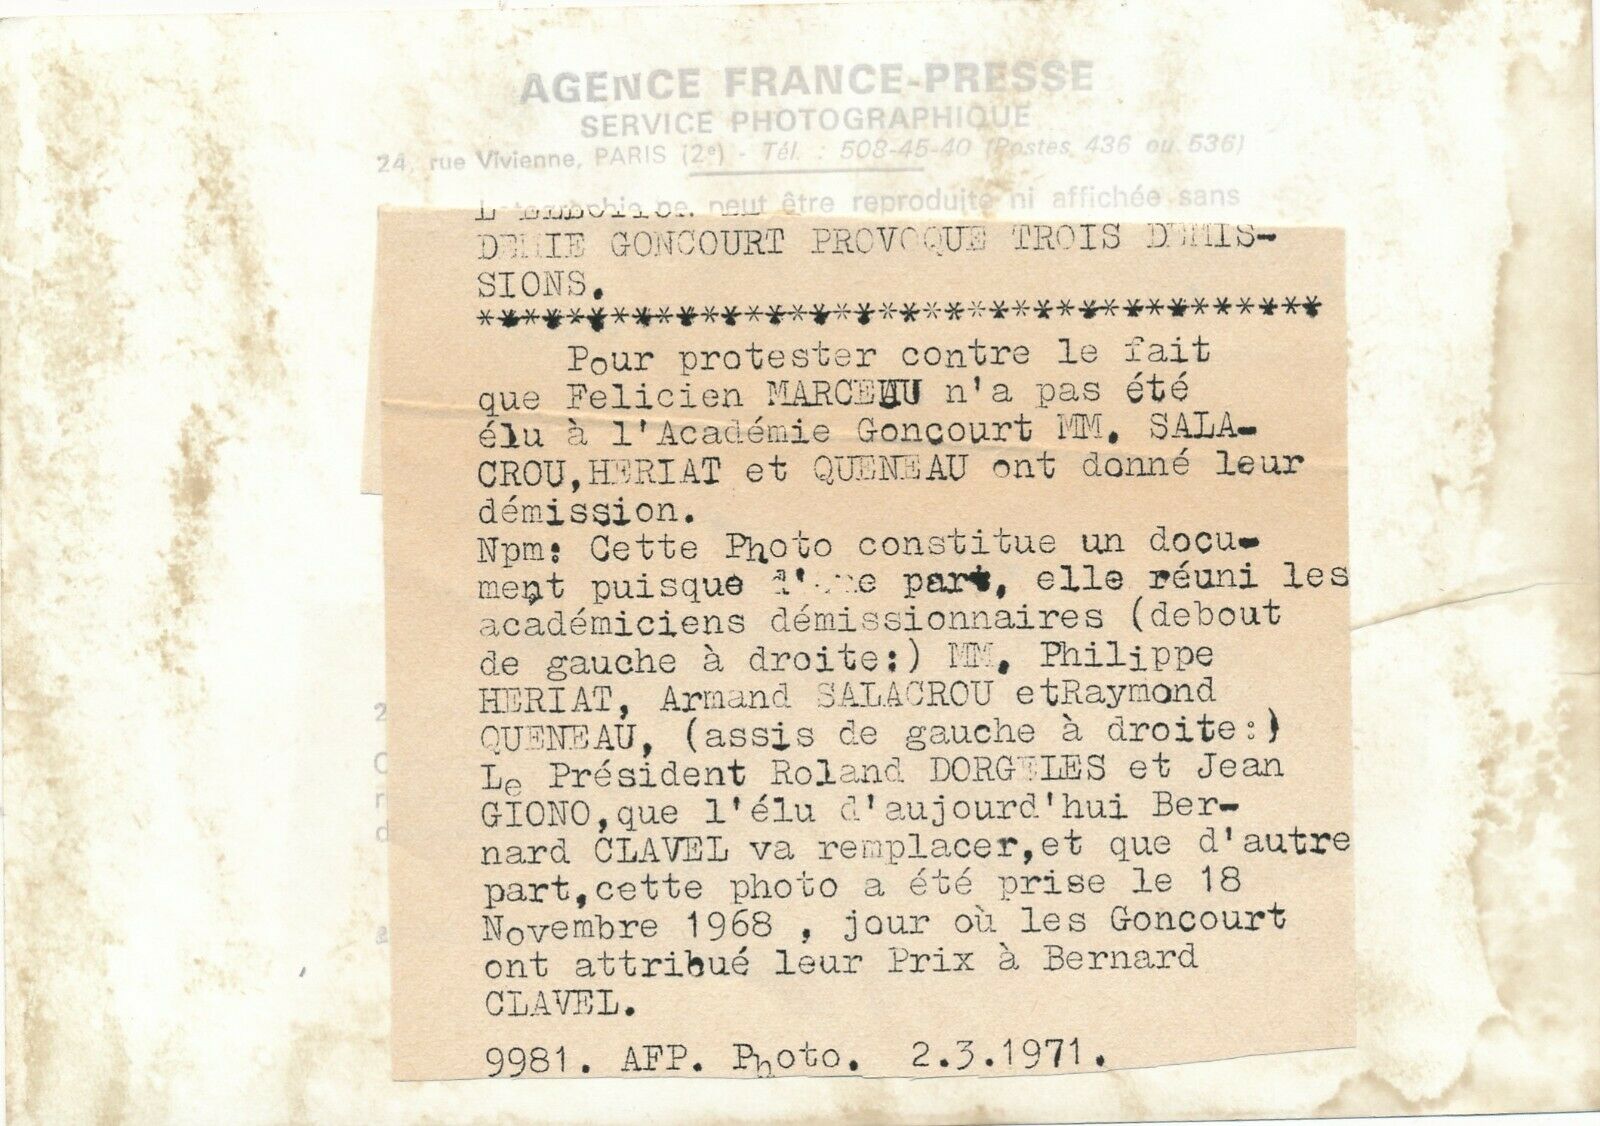 AGENCE FRANCE-PRESSE
SERVICE PHOTOGRAPHIQUE
24, rue Vivienne, PARIS (2e) - Tél. : 508-45-40 (Postes 436 ou 536)
ne peut être reproduite ni affichée sans
DEMIE GONCOURT PROVOQUE TROIS DEMIS-
SIONS.
**************************************
Pour protester contre le fait
que Felicien MARCEAU n'a pas été
élu à l'Académie Goncourt MM. SALA-
CROU,HERIAT et QUENEAU ont donné leur
démission.
Npm: Cette Photo constitue un docu-
ment puisque d'une part, elle réuni les
académiciens démissionnaires (debout
de gauche à droite:) MM. Philippe
HERIAT, Armand SALACROU etRaymond
QUENEAU, (assis de gauche à droite:)
Le Président Roland DORGELES et Jean
GIONO,que l'élu d'aujourd'hui Ber-
nard CLAVEL va remplacer,et que d'autre
part,cette photo a été prise le 18
Novembre 1968 , jour où les Goncourt
ont attribué leur Prix à Bernard
CLAVEL.
9981. AFP. Photo. 2.3.1971.